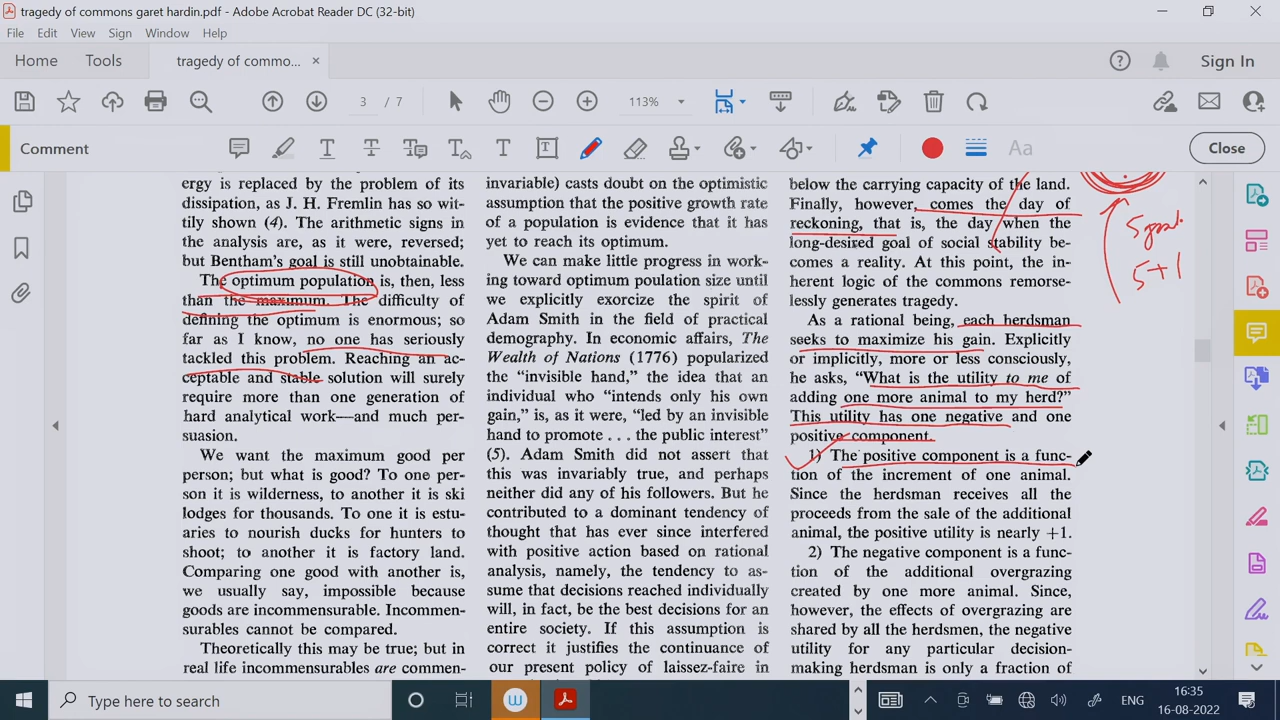 tragedy of commons garet hardin.pdf - Adobe Acrobat Reader DC (32-bit)
File Edit View Sign Window Help
Home Tools tragedy of commo... × Sign In
3 / 7 113%
Comment Aa Close
ergy is replaced by the problem of its
dissipation, as J. H. Fremlin has so wit-
tily shown (4). The arithmetic signs in
the analysis are, as it were, reversed;
but Bentham's goal is still unobtainable.
The optimum population is, then, less
than the maximum. The difficulty of
defining the optimum is enormous; so
far as I know, no one has seriously
tackled this problem. Reaching an ac-
ceptable and stable solution will surely
require more than one generation of
hard analytical work—and much per-
suasion.
We want the maximum good per
person; but what is good? To one per-
son it is wilderness, to another it is ski
lodges for thousands. To one it is estu-
aries to nourish ducks for hunters to
shoot; to another it is factory land.
Comparing one good with another is,
we usually say, impossible because
goods are incommensurable. Incommen-
surables cannot be compared.
Theoretically this may be true; but in
real life incommensurables are commen-
invariable) casts doubt on the optimistic
assumption that the positive growth rate
of a population is evidence that it has
yet to reach its optimum.
We can make little progress in work-
ing toward optimum poulation size until
we explicitly exorcize the spirit of
Adam Smith in the field of practical
demography. In economic affairs, The
Wealth of Nations (1776) popularized
the "invisible hand," the idea that an
individual who "intends only his own
gain," is, as it were, "led by an invisible
hand to promote . . . the public interest"
(5). Adam Smith did not assert that
this was invariably true, and perhaps
neither did any of his followers. But he
contributed to a dominant tendency of
thought that has ever since interfered
with positive action based on rational
analysis, namely, the tendency to as-
sume that decisions reached individually
will, in fact, be the best decisions for an
entire society. If this assumption is
correct it justifies the continuance of
our present policy of laissez-faire in
below the carrying capacity of the land.
Finally, however, comes the day of
reckoning, that is, the day when the
long-desired goal of social stability be-
comes a reality. At this point, the in-
herent logic of the commons remorse-
lessly generates tragedy.
As a rational being, each herdsman
seeks to maximize his gain. Explicitly
or implicitly, more or less consciously,
he asks, "What is the utility to me of
adding one more animal to my herd?"
This utility has one negative and one
positive component.
1) The positive component is a func-
tion of the increment of one animal.
Since the herdsman receives all the
proceeds from the sale of the additional
animal, the positive utility is nearly +1.
2) The negative component is a func-
tion of the additional overgrazing
created by one more animal. Since,
however, the effects of overgrazing are
shared by all the herdsmen, the negative
utility for any particular decision-
making herdsman is only a fraction of
5
5+1
Type here to search
ENG
16:35
16-08-2022